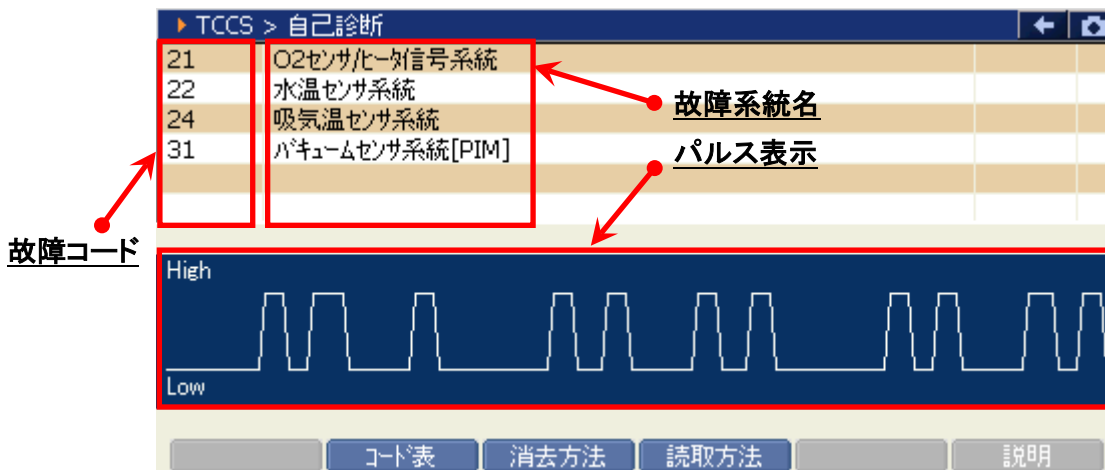 TCCS > 自己診断
21 O2ｾﾝｻ/ﾋｰﾀ信号系統
22 水温ｾﾝｻ系統
24 吸気温ｾﾝｻ系統
31 ﾊﾞｷｭｰﾑｾﾝｻ系統[PIM]
故障系統名
パルス表示
故障コード
High
Low
ｺｰﾄﾞ表
消去方法
読取方法
説明